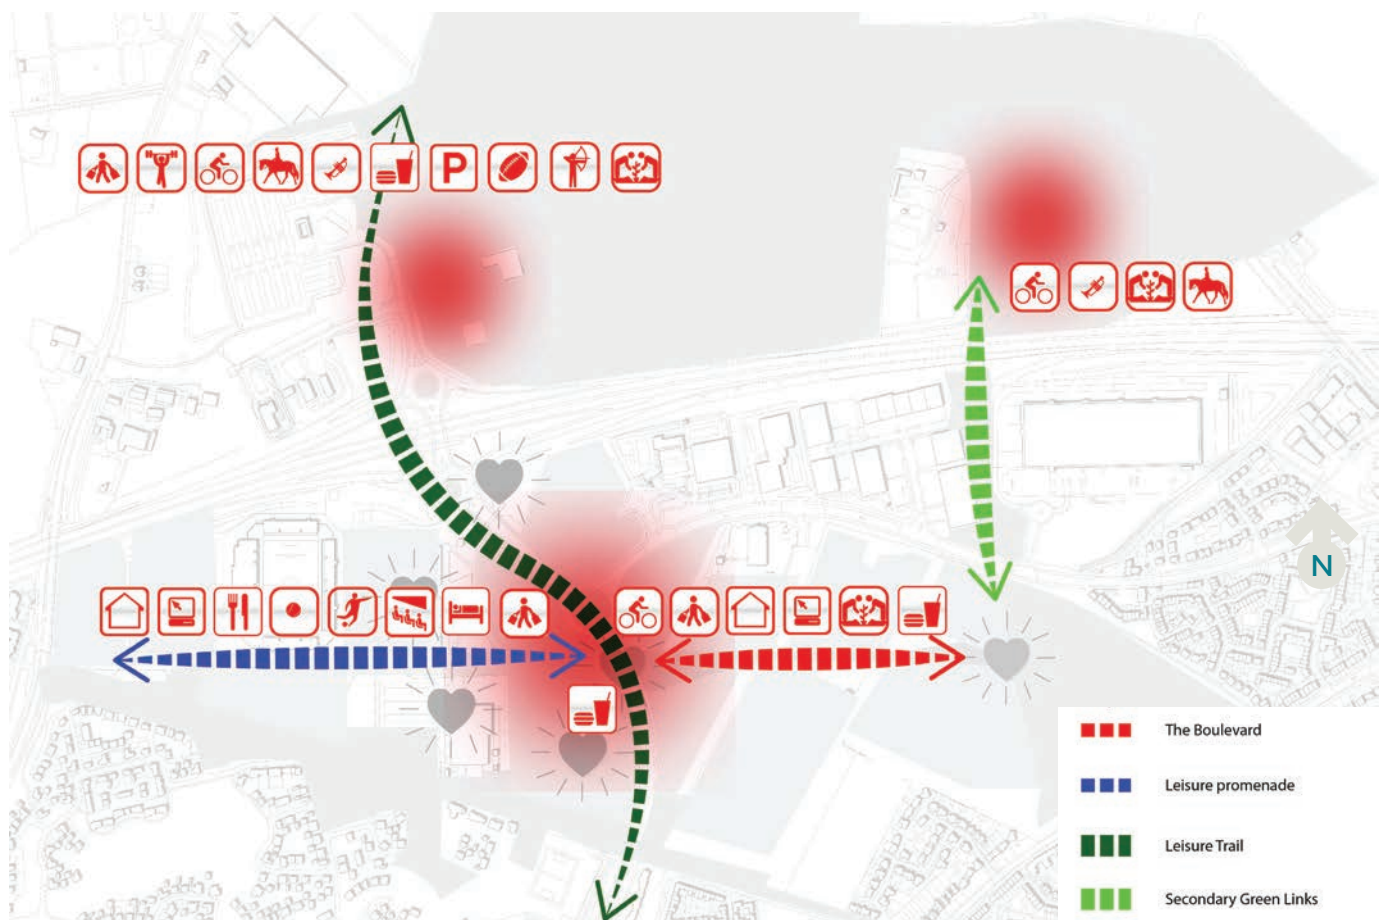 P
N
The Boulevard
Leisure promenade
Leisure Trail
Secondary Green Links